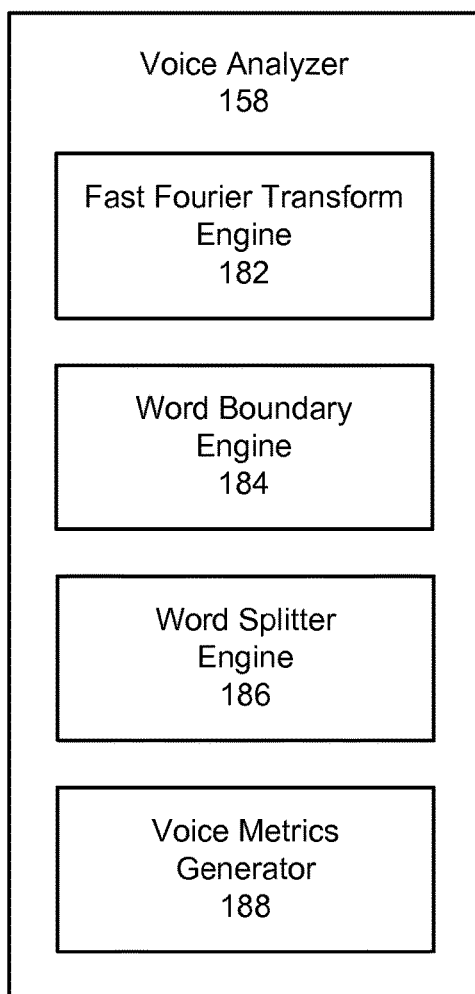 Voice Analyzer
158
Fast Fourier Transform
Engine
182
Word Boundary
Engine
184
Word Splitter
Engine
186
Voice Metrics
Generator
188